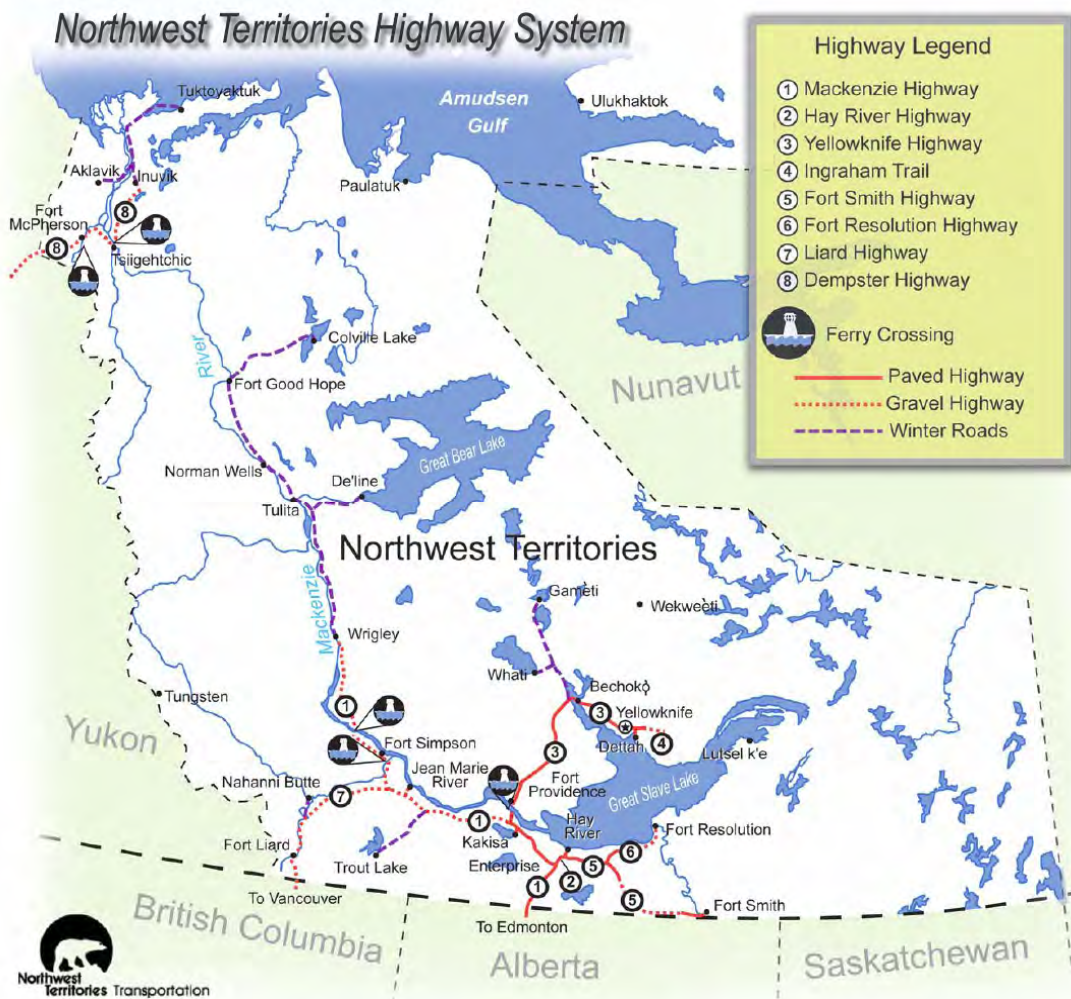 Northwest Territories Highway System
Highway Legend
1 Mackenzie Highway
2 Hay River Highway
3 Yellowknife Highway
4 Ingraham Trail
5 Fort Smith Highway
6 Fort Resolution Highway
7 Liard Highway
8 Dempster Highway
Ferry Crossing
Paved Highway
Gravel Highway
Winter Roads
Tuktoyaktuk
Amudsen
Gulf
Ulukhaktok
Aklavik
Inuvik
Paulatuk
Fort
McPherson
8
8
Tsiigehtchic
River
Colville Lake
Fort Good Hope
Nunavut
Great Bear Lake
Norman Wells
De'line
Tulita
Northwest Territories
Mackenzie
Gamèti
Wekweèti
Wrigley
Whati
Bechokǫ̀
Tungsten
1
3
Yellowknife
Yukon
Dettah
4
Lutsel k'e
Fort Simpson
3
Jean Marie
River
Nahanni Butte
7
Fort
Providence
Great Slave Lake
1
Hay
River
Fort Resolution
Kakisa
Fort Liard
Trout Lake
Enterprise
5
6
1
2
5
Fort Smith
To Vancouver
To Edmonton
British Columbia
Alberta
Saskatchewan
Northwest
Territories Transportation